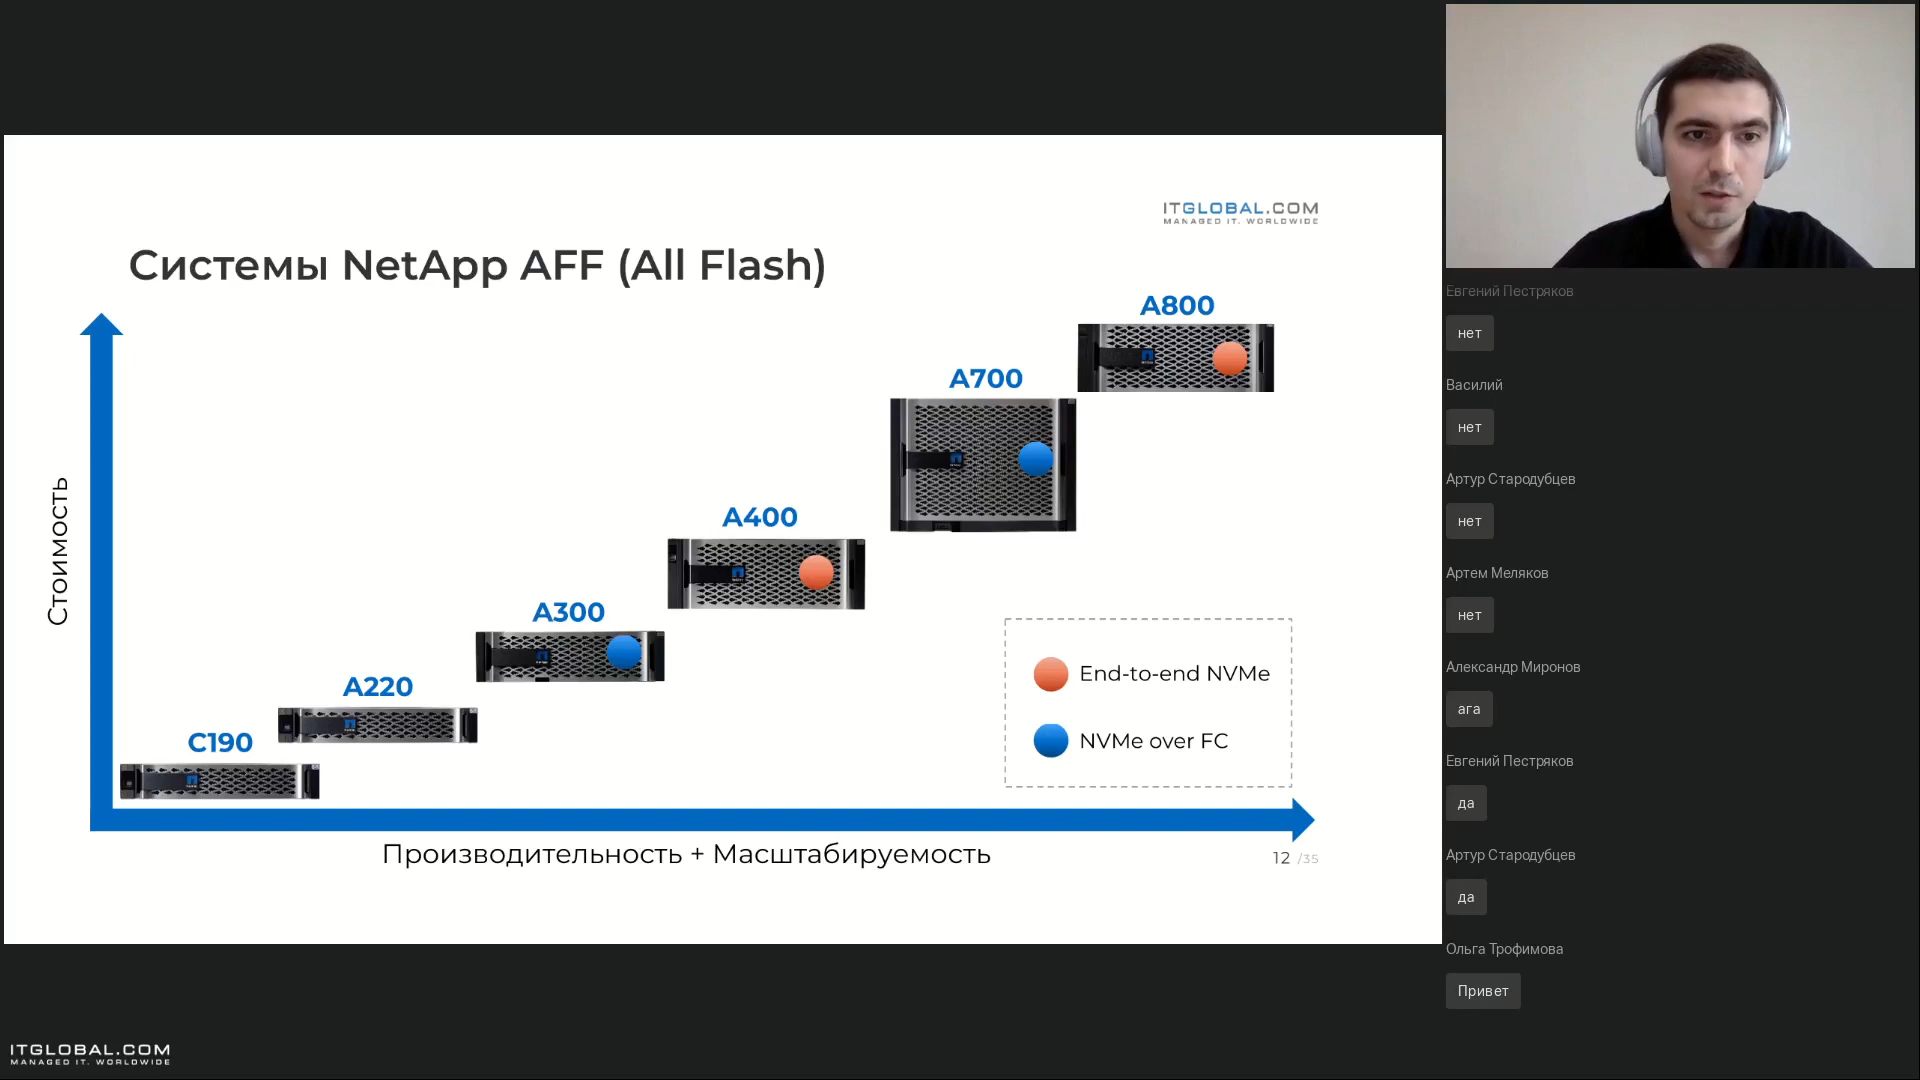 ITGLOBAL.COM
MANAGED IT. WORLDWIDE
Системы NetApp AFF (All Flash)
A800
A700
A400
A300
A220
C190
Стоимость
End-to-end NVMe
NVMe over FC
Производительность + Масштабируемость
12 /35
ITGLOBAL.COM
MANAGED IT. WORLDWIDE
Евгений Пестряков
нет
Василий
нет
Артур Стародубцев
нет
Артем Меляков
нет
Александр Миронов
ага
Евгений Пестряков
да
Артур Стародубцев
да
Ольга Трофимова
Привет